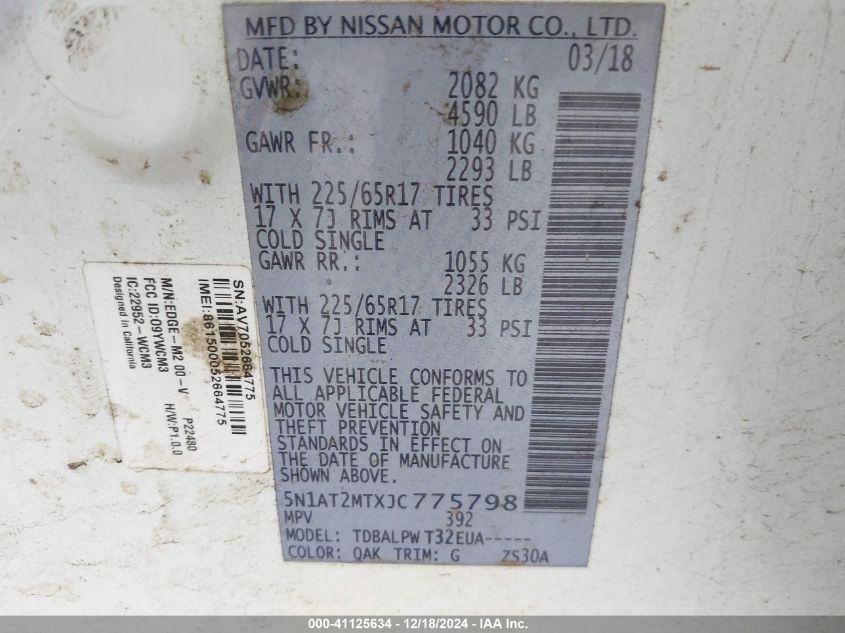 MFD BY NISSAN MOTOR CO., LTD.
DATE: 03/18
GVWR: 2082 KG
4590 LB
GAWR FR.: 1040 KG
2293 LB
WITH 225/65R17 TIRES
17 X 7J RIMS AT 33 PSI
COLD SINGLE
GAWR RR.: 1055 KG
2326 LB
WITH 225/65R17 TIRES
17 X 7J RIMS AT 33 PSI
COLD SINGLE
THIS VEHICLE CONFORMS TO
ALL APPLICABLE FEDERAL
MOTOR VEHICLE SAFETY AND
THEFT PREVENTION
STANDARDS IN EFFECT ON
THE DATE OF MANUFACTURE
SHOWN ABOVE.
5N1AT2MTXJC775798
MPV 392
MODEL: TDBALPW T32EUA-----
COLOR: QAK TRIM: G ZS30A
SN:AV7052664775
IMEI:861500052664775
M/N:EDGE-M2 00-V P22480
FCC ID:O9YWCM3 H/W:P1.0.0
IC:22952-WCM3
Designed in California
000-41125634 - 12/18/2024 - IAA Inc.